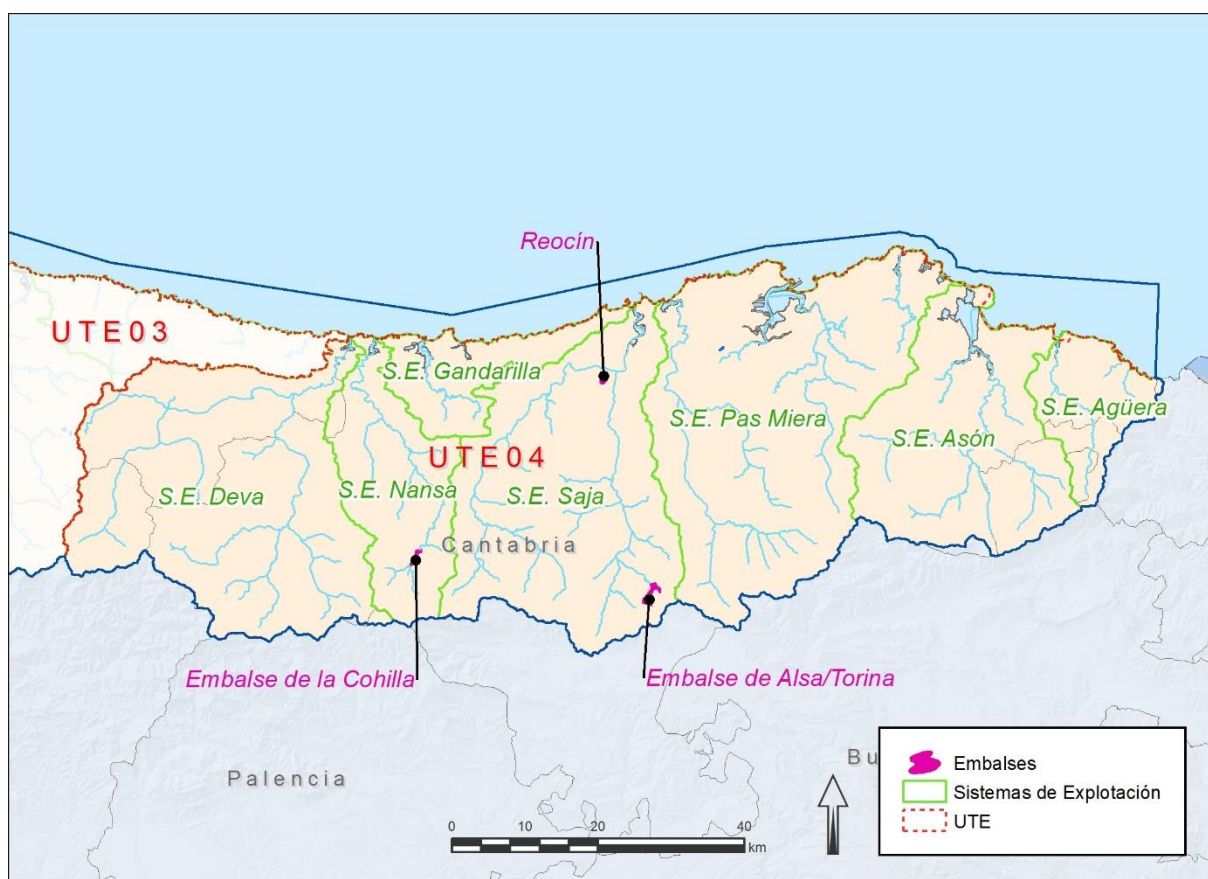 Reocín
UTE03
S.E. Gandarilla
S.E. Pas Miera
S.E. Agüera
S.E. Asón
UTE04
S.E. Deva
S.E. Nansa
S.E. Saja
Cantabria
Embalse de la Cohilla
Embalse de Alsa/Torina
Palencia
Bu
Embalses
Sistemas de Explotación
UTE
0 10 20 40
km